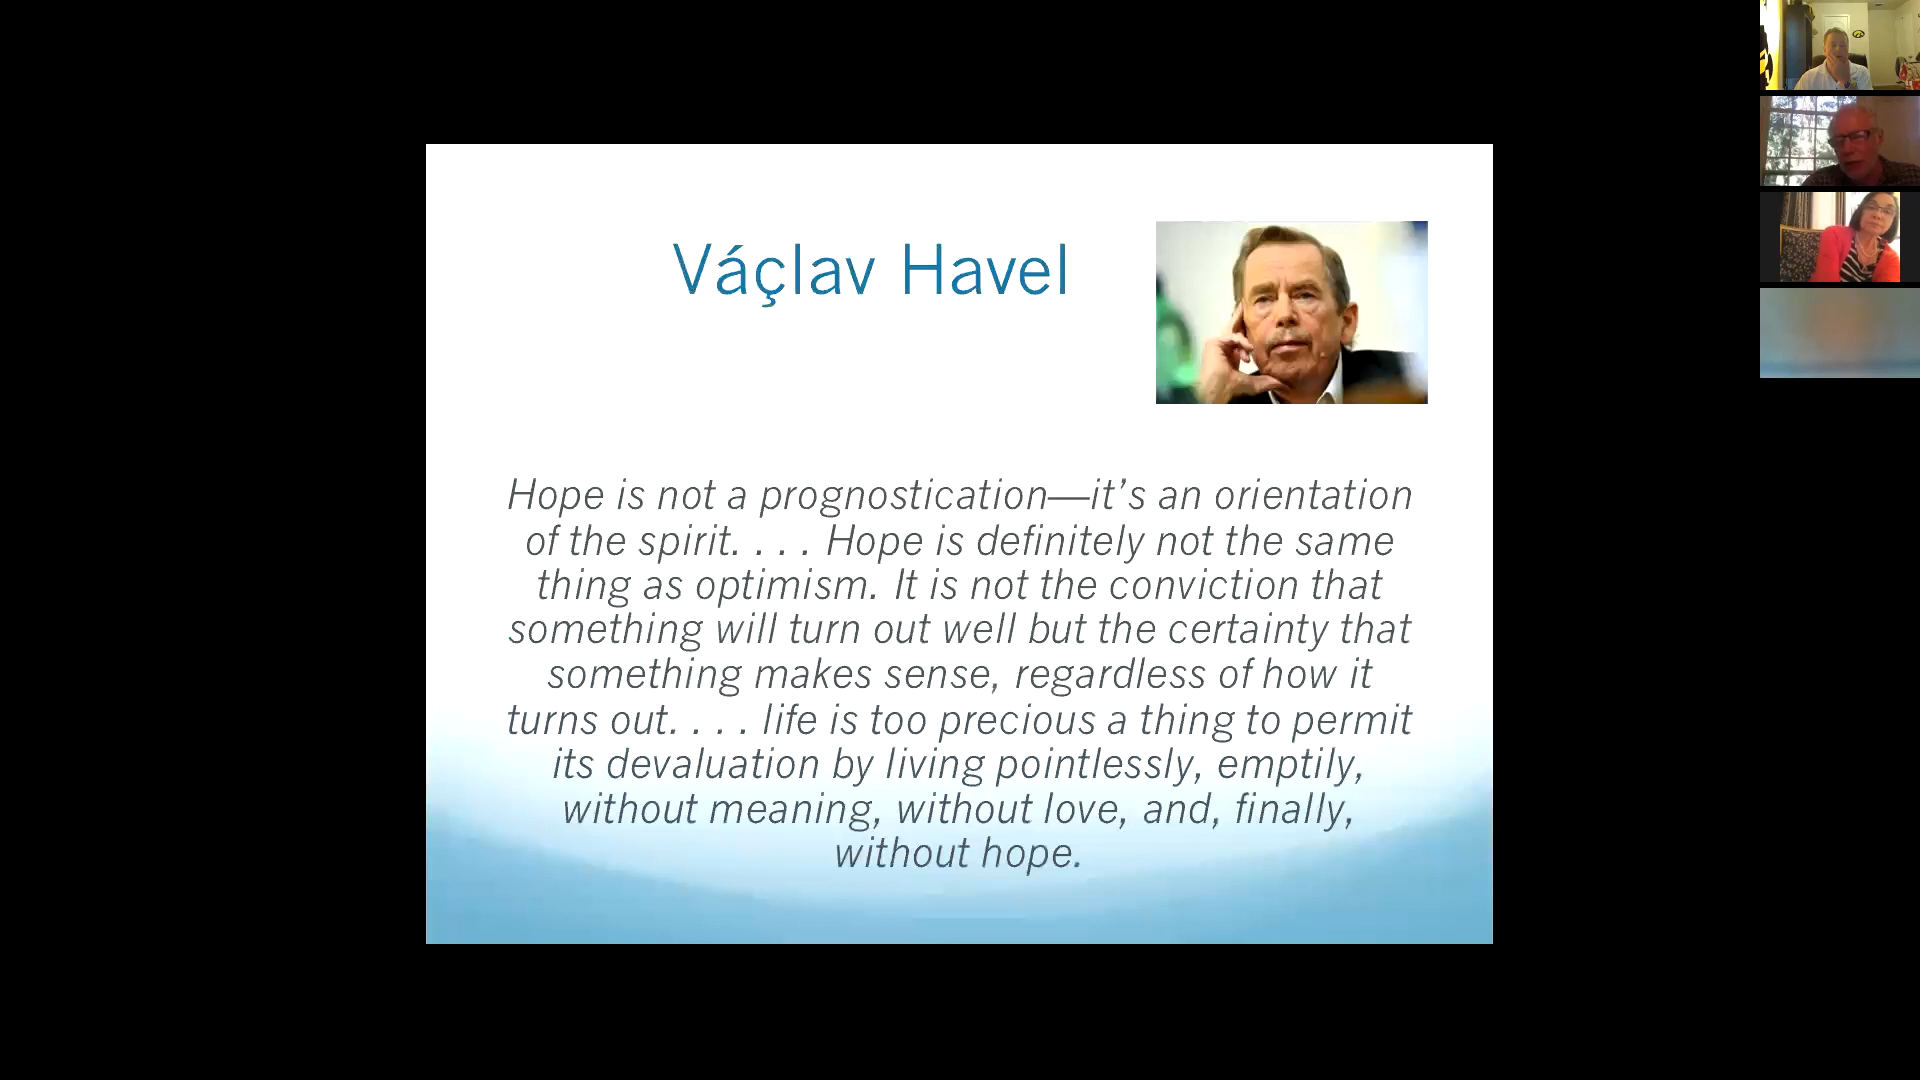 Váçlav Havel
Hope is not a prognostication—it’s an orientation
of the spirit. . . . Hope is definitely not the same
thing as optimism. It is not the conviction that
something will turn out well but the certainty that
something makes sense, regardless of how it
turns out. . . . life is too precious a thing to permit
its devaluation by living pointlessly, emptily,
without meaning, without love, and, finally,
without hope.